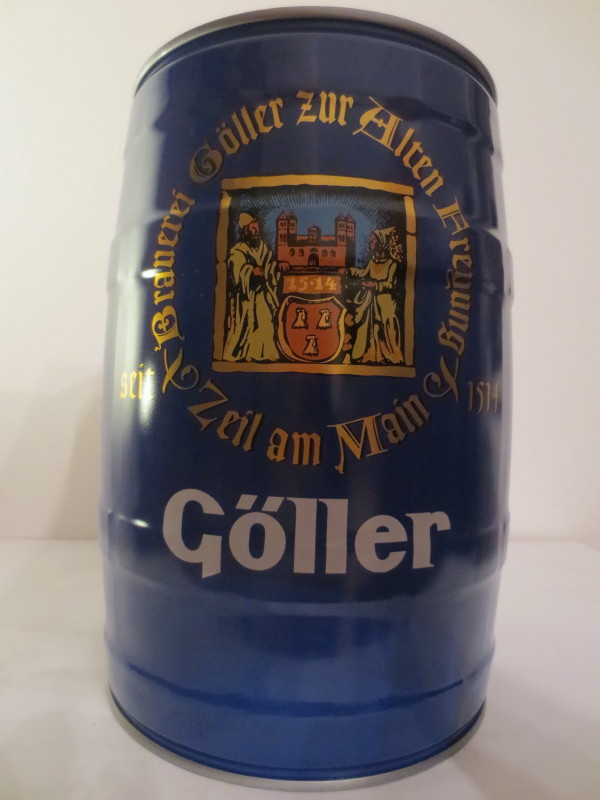 Brauerei Göller zur Alten Freyung
seit
1514
15·14
Zeil am Main
Göller